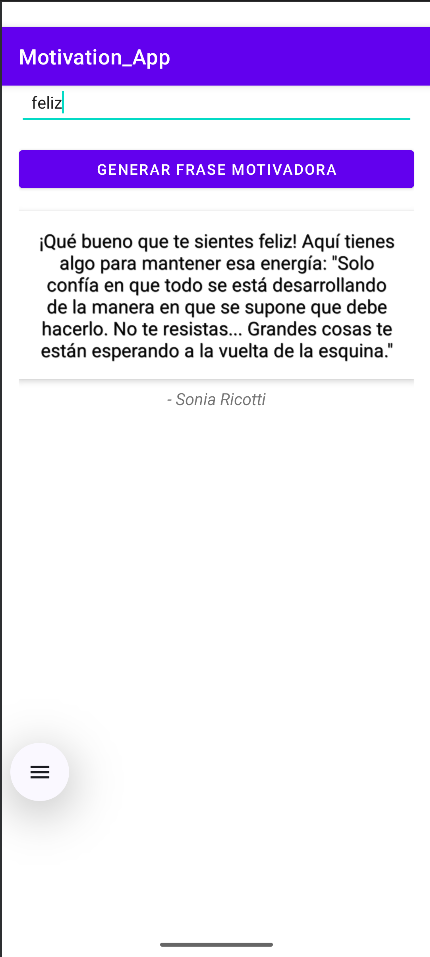 Motivation_App
feliz
GENERAR FRASE MOTIVADORA
¡Qué bueno que te sientes feliz! Aquí tienes
algo para mantener esa energía: "Solo
confía en que todo se está desarrollando
de la manera en que se supone que debe
hacerlo. No te resistas... Grandes cosas te
están esperando a la vuelta de la esquina."
- Sonia Ricotti